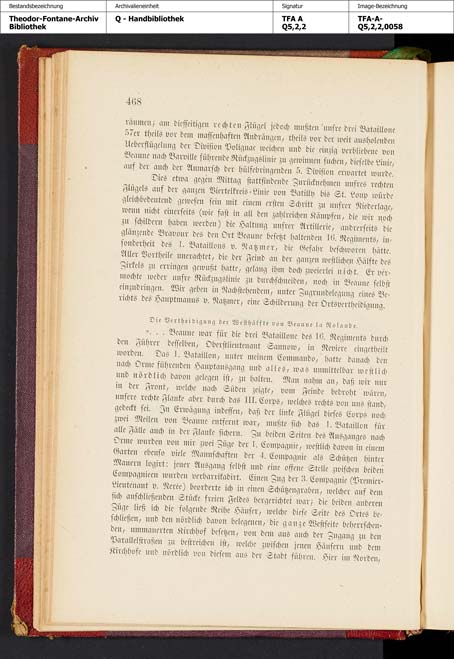 Bestandsbezeichnung
Archivalieneinheit
Signatur
Image-Bezeichnung
Theodor-Fontane-Archiv
Bibliothek
Q - Handbibliothek
TFA A
Q5,2,2
TFA-A-
Q5,2,2,0058
468
räumen; am diesseitigen rechten Flügel jedoch mußten unsre drei Bataillone
57er theils vor dem massenhaften Andrängen, theils vor der weit ausholenden
Ueberflügelung der Division Polignac weichen und die einzig verbliebene von
Beaune nach Barville führende Rückzugslinie zu gewinnen suchen, dieselbe Linie,
auf der auch der Anmarsch der hülfebringenden 5. Division erwartet wurde.
Dies etwa gegen Mittag stattfindende Zurücknehmen unsres rechten
Flügels auf der ganzen Viertelkreis-Linie von Batilly bis St. Loup würde
gleichbedeutend gewesen sein mit einem ersten Schritt zu unsrer Niederlage,
wenn nicht einerseits (wie fast in all den zahlreichen Kämpfen, die wir noch
zu schildern haben werden) die Haltung unsrer Artillerie, andrerseits die
glänzende Bravour des den Ort Beaune besetzt haltenden 16. Regiments, in-
sonderheit des 1. Bataillons v. Natzmer, die Gefahr beschworen hätte.
Aller Vortheile unerachtet, die der Feind an der ganzen westlichen Hälfte des
Zirkels zu erringen gewußt hatte, gelang ihm doch zweierlei nicht. Er ver-
mochte weder unsre Rückzugslinie zu durchschneiden, noch in Beaune selbst
einzudringen. Wir geben in Nachstehendem, unter Zugrundelegung eines Be-
richts des Hauptmanns v. Natzmer, eine Schilderung der Ortsvertheidigung.
Die Vertheidigung der Westhälfte von Beaune la Rolande.
". . . Beaune war für die drei Bataillone des 16. Regiments durch
den Führer desselben, Oberstlieutenant Sannow, in Reviere eingetheilt
worden. Das 1. Bataillon, unter meinem Commando, hatte danach den
nach Orme führenden Hauptausgang und alles, was unmittelbar westlich
und nördlich davon gelegen ist, zu halten. Man nahm an, daß wir nur
in der Front, welche nach Süden zeigte, vom Feinde bedroht wären,
unsre rechte Flanke aber durch das III. Corps, welches rechts von uns stand,
gedeckt sei. In Erwägung indessen, daß der linke Flügel dieses Corps noch
zwei Meilen von Beaune entfernt war, mußte sich das 1. Bataillon für
alle Fälle auch in der Flanke sichern. Zu beiden Seiten des Ausganges nach
Orme wurden von mir zwei Züge der 1. Compagnie, westlich davon in einem
Garten ebenso viele Mannschaften der 4. Compagnie als Schützen hinter
Mauern logirt; jener Ausgang selbst und eine offene Stelle zwischen beiden
Compagnieen wurden verbarrikadirt. Einen Zug der 3. Compagnie (Premier-
Lieutenant v. Neree) beorderte ich in einen Schützengraben, welcher auf dem
sich anschließenden Stücke freien Feldes hergerichtet war; die beiden anderen
Züge ließ ich die folgende Reihe Häuser, welche diese Seite des Ortes be-
schließen, und den nördlich davon belegenen, die ganze Westseite beherrschen-
den, ummauerten Kirchhof besetzen, von dem aus auch der Zugang zu den
Parallelstraßen zu bestreichen ist, welche zwischen jenen Häusern und dem
Kirchhofe und nördlich von diesem aus der Stadt führen. Hier im Norden,